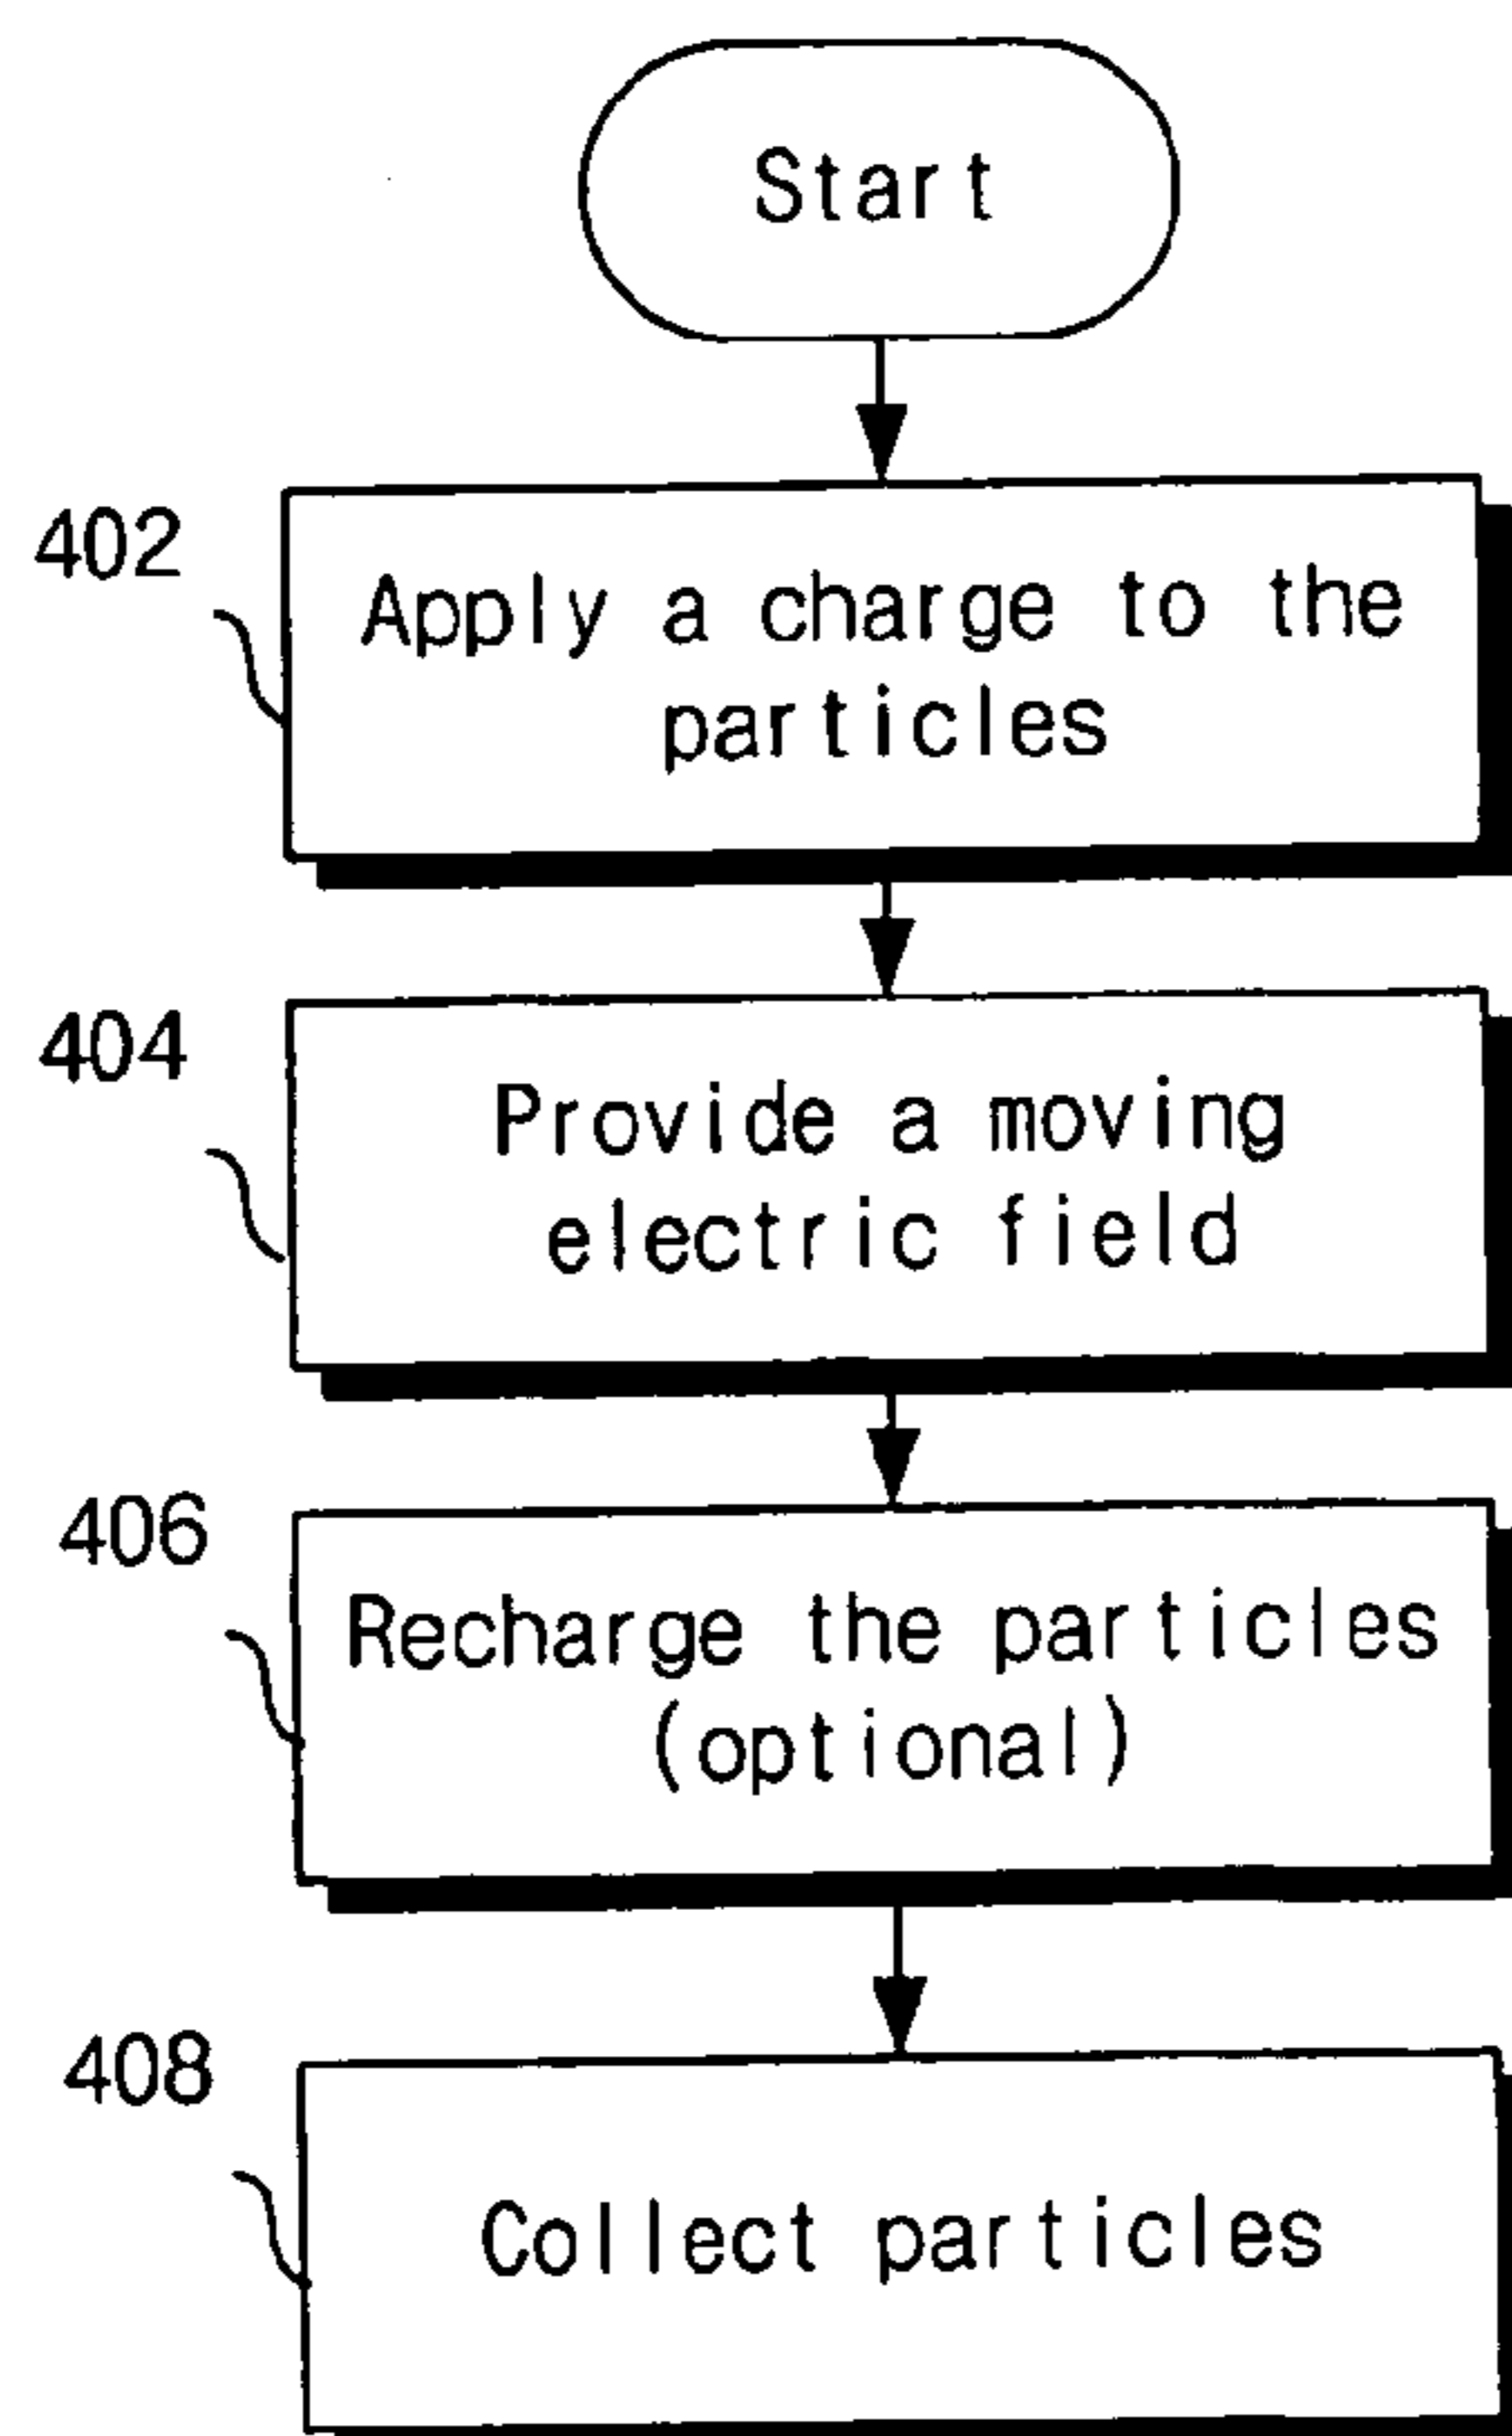 Start
402
Apply a charge to the
particles
404
Provide a moving
electric field
406
Recharge the particles
(optional)
408
Collect particles